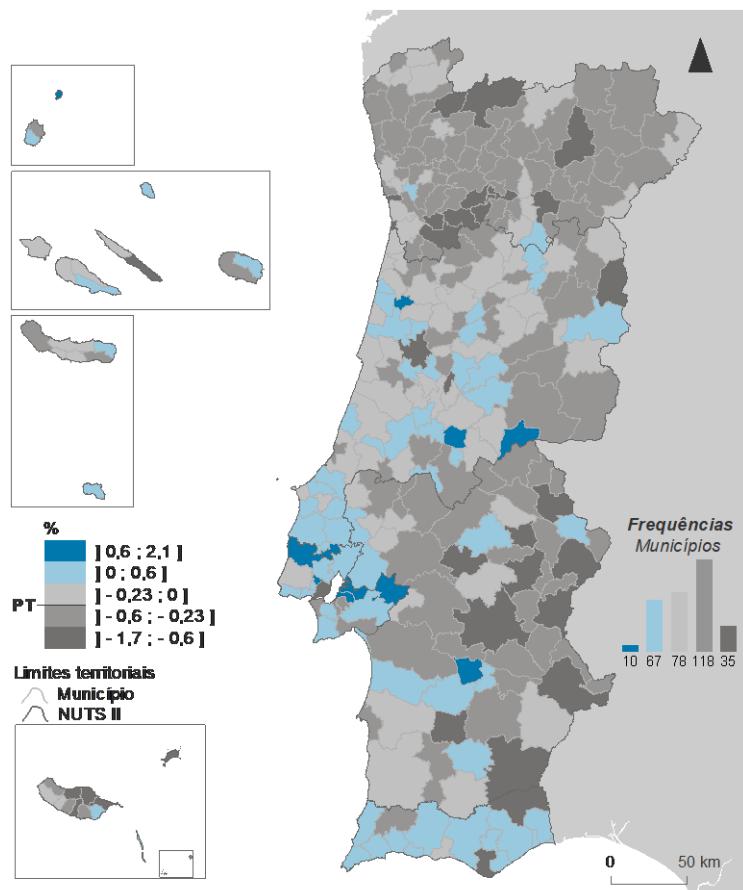 %
] 0,6 ; 2,1 ]
] 0 ; 0,6 ]
] - 0,23 ; 0 ]
PT
] - 0,6 ; - 0,23 ]
] - 1,7 ; - 0,6 ]
Limites territoriais
Município
NUTS II
Frequências
Municípios
10 67 78 118 35
0 50 km